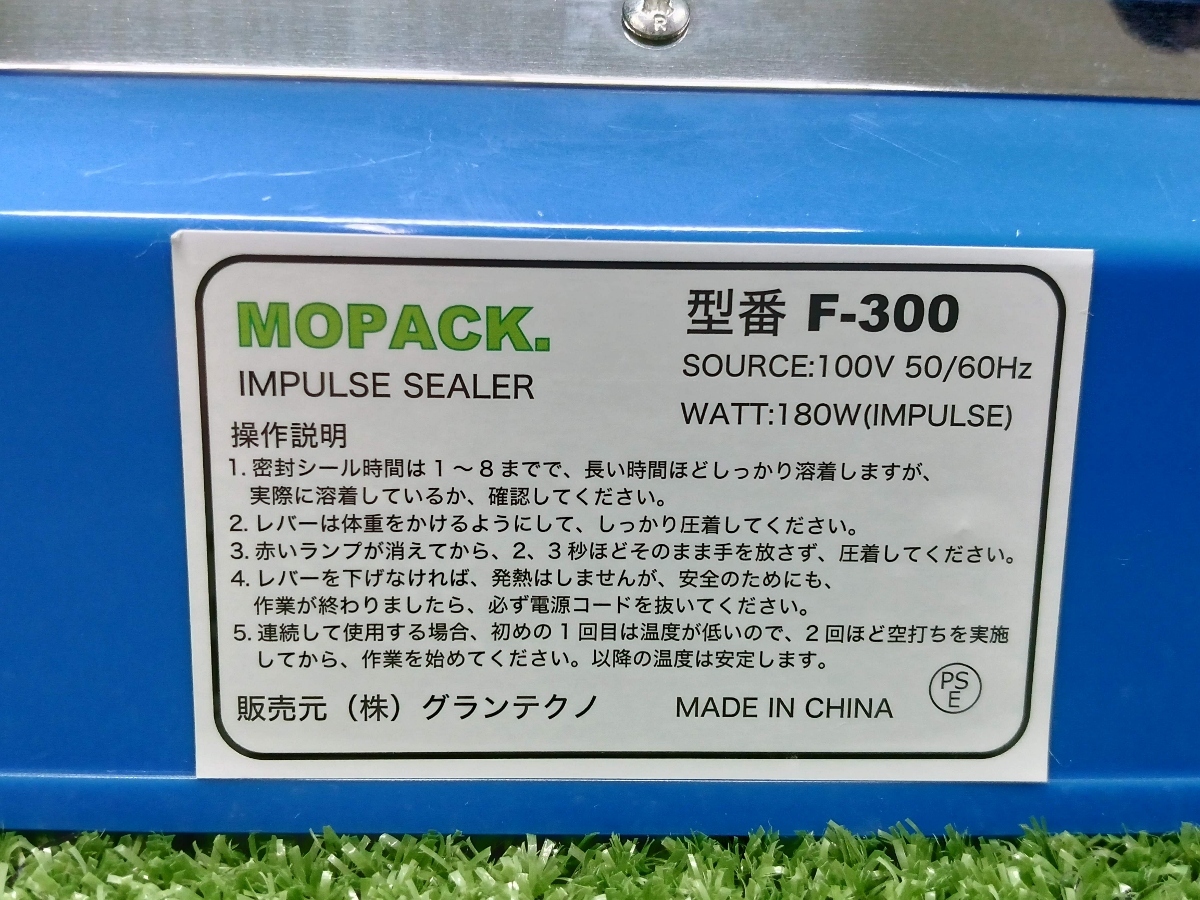 R
MOPACK.
IMPULSE SEALER
型番 F-300
SOURCE:100V 50/60Hz
WATT:180W(IMPULSE)
操作説明
1. 密封シール時間は1～8までで、長い時間ほどしっかり溶着しますが、
実際に溶着しているか、確認してください。
2. レバーは体重をかけるようにして、しっかり圧着してください。
3. 赤いランプが消えてから、2、3秒ほどそのまま手を放さず、圧着してください。
4. レバーを下げなければ、発熱はしませんが、安全のためにも、
作業が終わりましたら、必ず電源コードを抜いてください。
5. 連続して使用する場合、初めの1回目は温度が低いので、2回ほど空打ちを実施
してから、作業を始めてください。以降の温度は安定します。
販売元（株）グランテクノ
MADE IN CHINA
PS
E